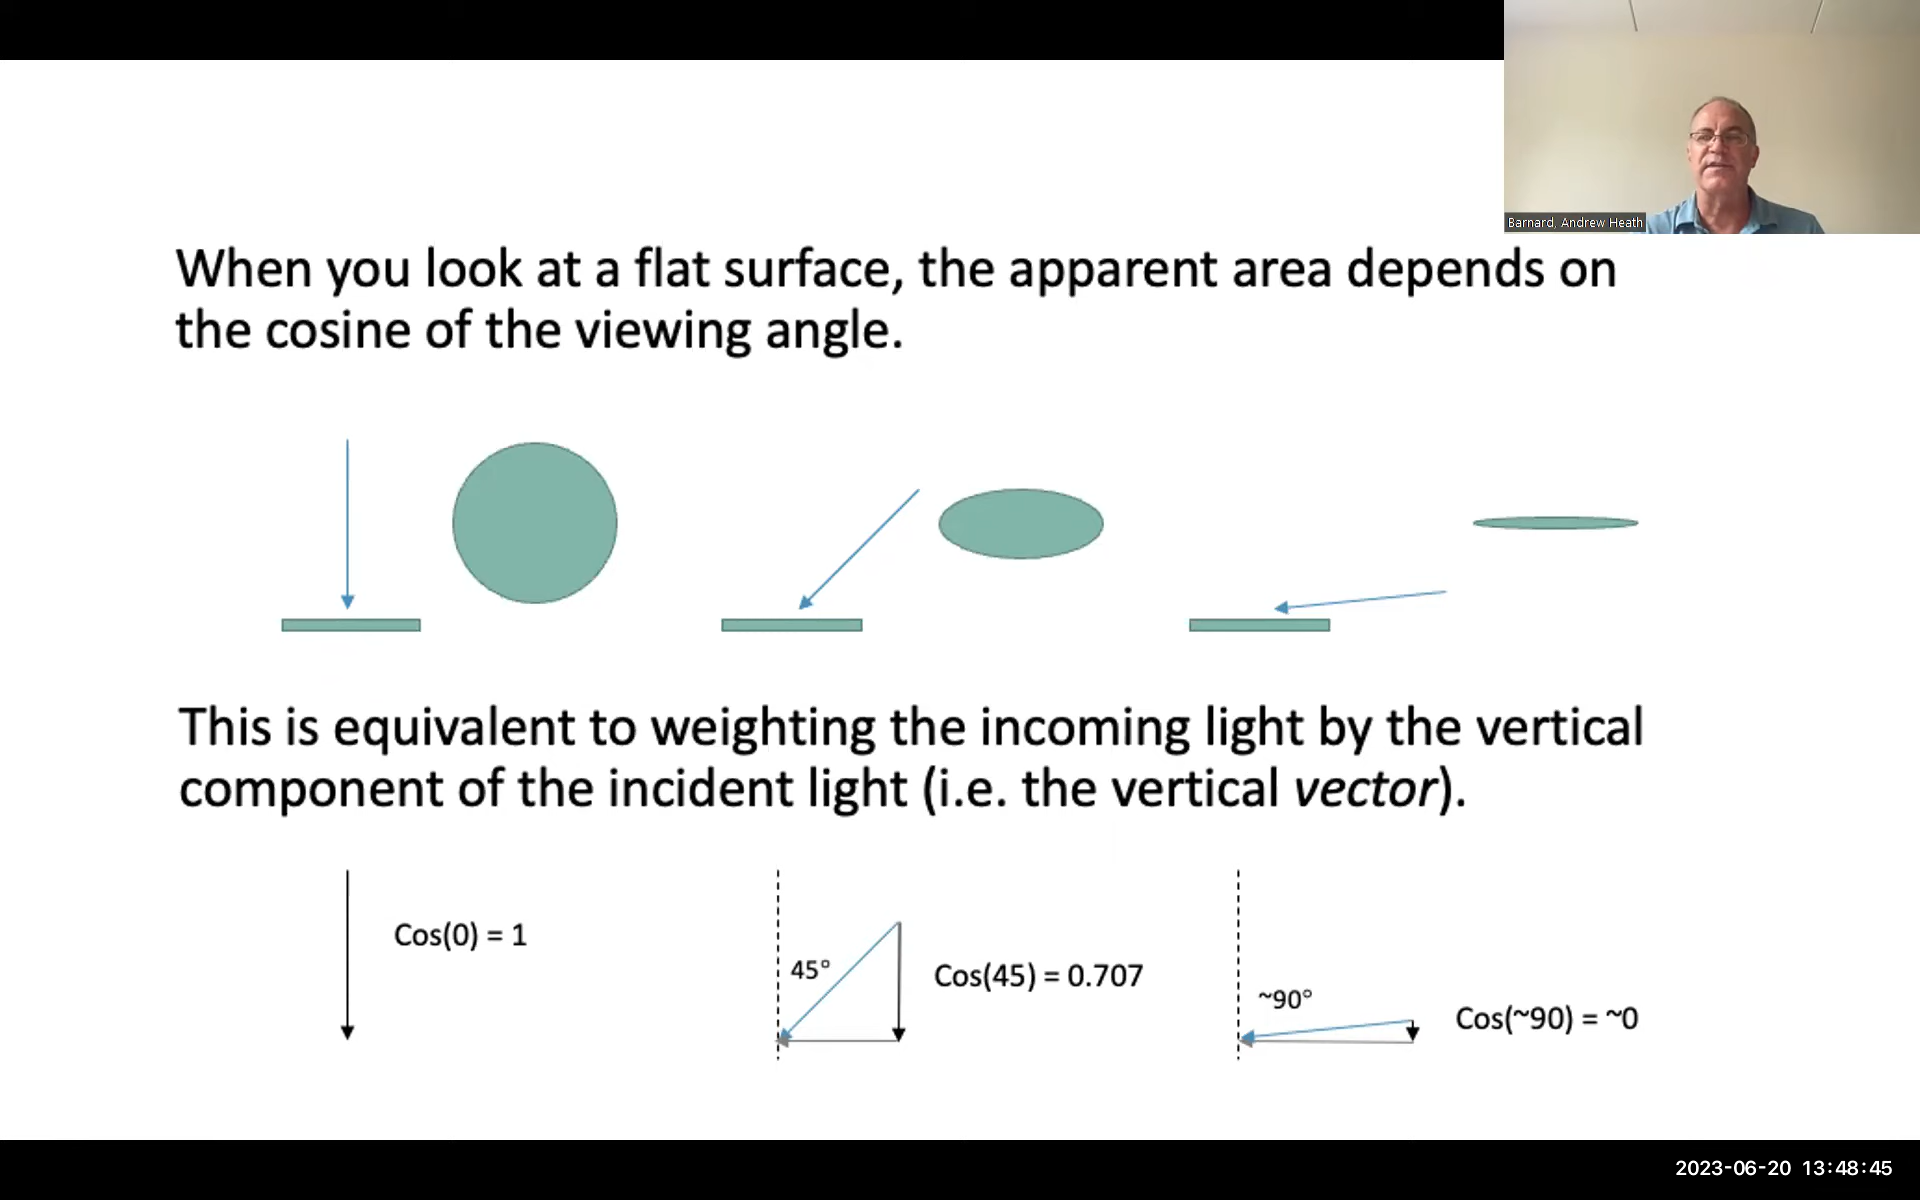 Barnard, Andrew Heath
When you look at a flat surface, the apparent area depends on
the cosine of the viewing angle.
This is equivalent to weighting the incoming light by the vertical
component of the incident light (i.e. the vertical vector).
Cos(0) = 1
45°
Cos(45) = 0.707
~90°
Cos(~90) = ~0
2023-06-20 13:48:45